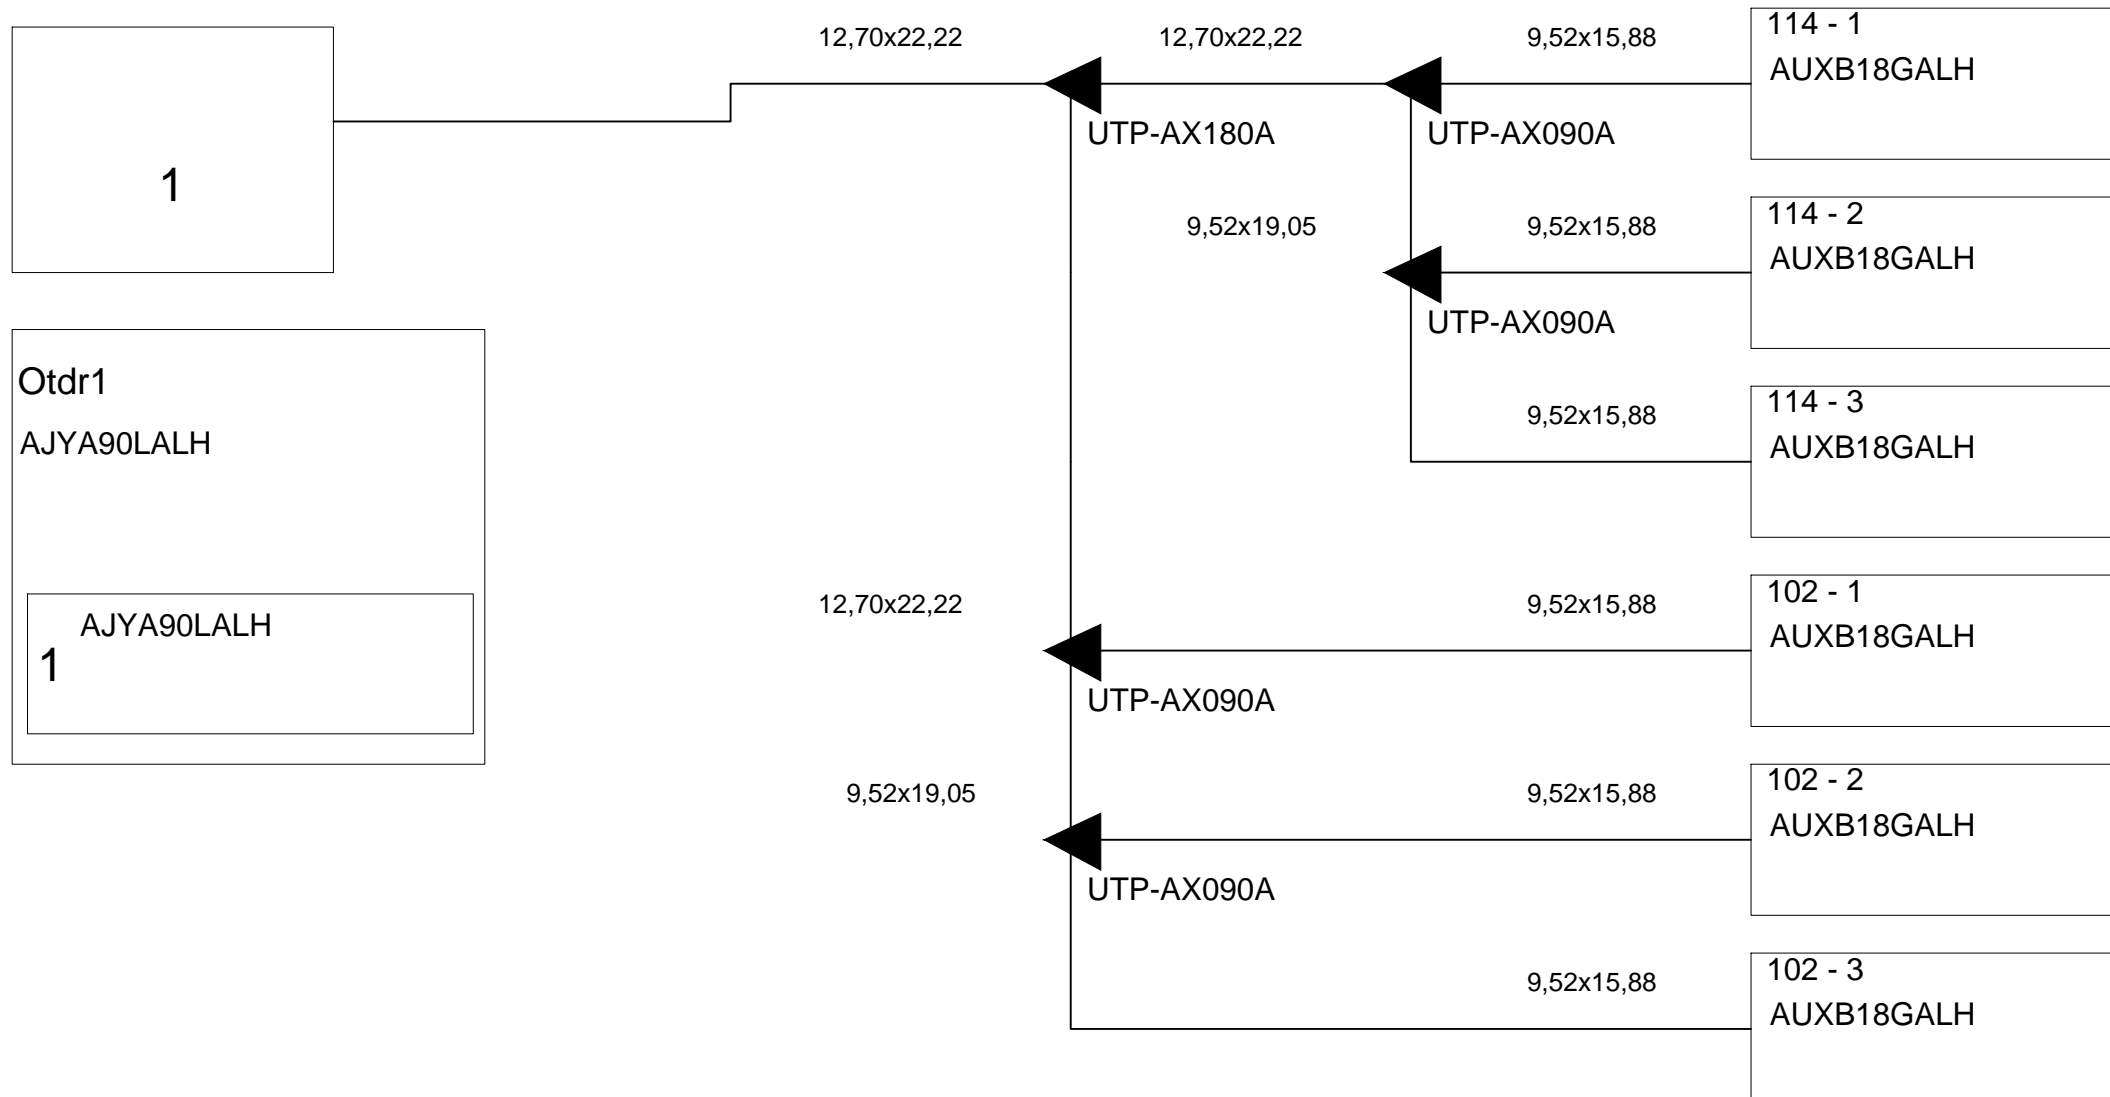 12,70x22,22
12,70x22,22
9,52x15,88
114 - 1
AUXB18GALH
UTP-AX180A
UTP-AX090A
1
9,52x19,05
9,52x15,88
114 - 2
AUXB18GALH
UTP-AX090A
Otdr1
AJYA90LALH
9,52x15,88
114 - 3
AUXB18GALH
AJYA90LALH
1
12,70x22,22
9,52x15,88
102 - 1
AUXB18GALH
UTP-AX090A
9,52x19,05
9,52x15,88
102 - 2
AUXB18GALH
UTP-AX090A
9,52x15,88
102 - 3
AUXB18GALH